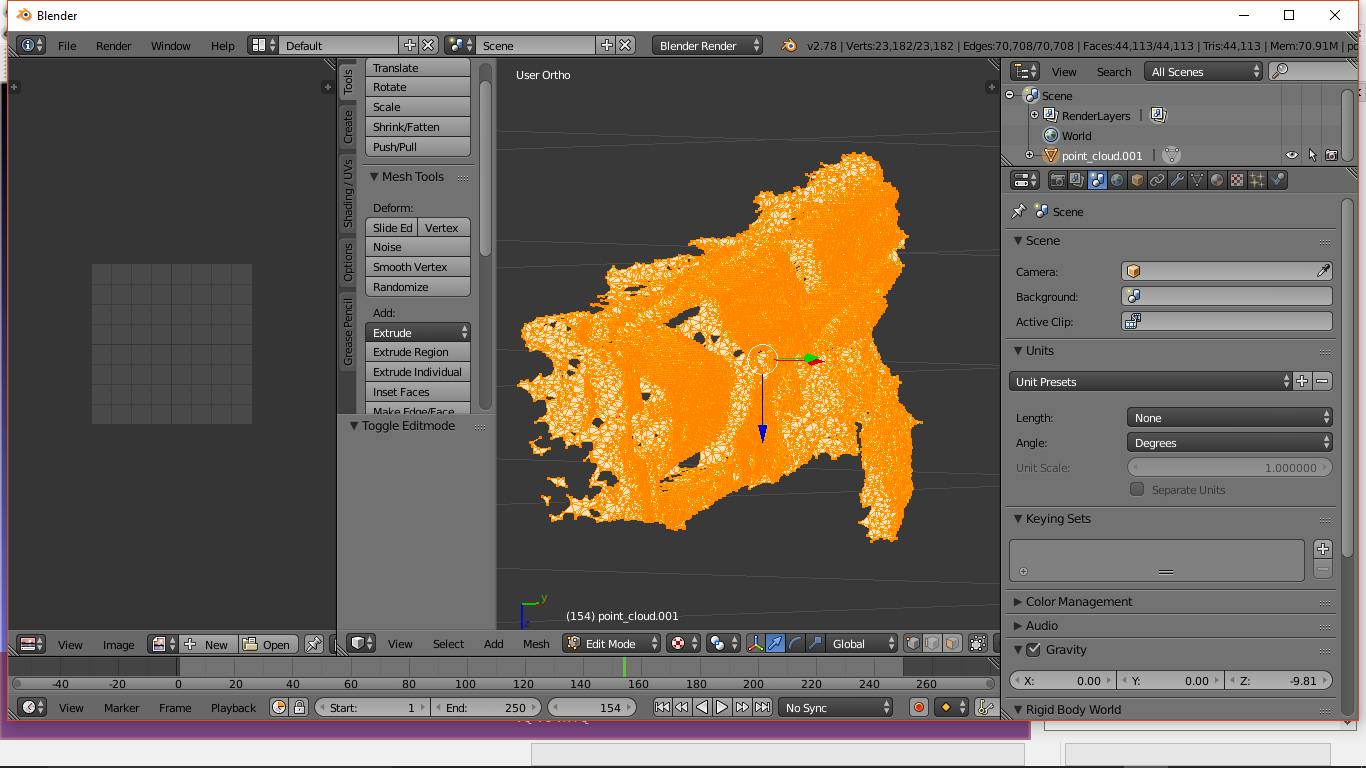 Blender
File Render Window Help Default Scene Blender Render v2.78 | Verts:23,182/23,182 | Edges:70,708/70,708 | Faces:44,113/44,113 | Tris:44,113 | Mem:70.91M | po
Tools
Create
Shading / UVs
Options
Grease Pencil
Translate
Rotate
Scale
Shrink/Fatten
Push/Pull
Mesh Tools
Deform:
Slide Ed Vertex
Noise
Smooth Vertex
Randomize
Add:
Extrude
Extrude Region
Extrude Individual
Inset Faces
Make Edge/Face
Toggle Editmode
User Ortho
y
z
(154) point_cloud.001
View Search All Scenes
Scene
RenderLayers
World
point_cloud.001
Scene
Scene
Camera:
Background:
Active Clip:
Units
Unit Presets
Length: None
Angle: Degrees
Unit Scale: 1.000000
Separate Units
Keying Sets
Color Management
Audio
Gravity
X: 0.00 Y: 0.00 Z: -9.81
Rigid Body World
View Image New Open
View Select Add Mesh Edit Mode Global
-40 -20 0 20 40 60 80 100 120 140 160 180 200 220 240 260
View Marker Frame Playback Start: 1 End: 250 154 No Sync